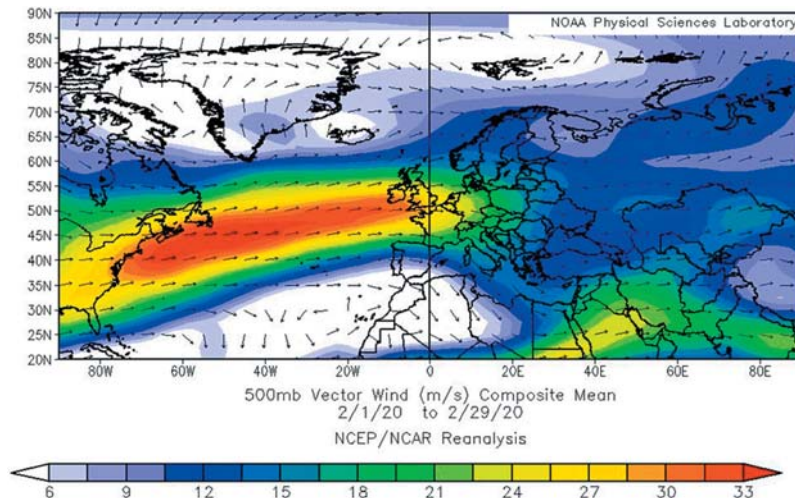 NOAA Physical Sciences Laboratory
90N
85N
80N
75N
70N
65N
60N
55N
50N
45N
40N
35N
30N
25N
20N
80W 60W 40W 20W 0 20E 40E 60E 80E
500mb Vector Wind (m/s) Composite Mean
2/1/20 to 2/29/20
NCEP/NCAR Reanalysis
6 9 12 15 18 21 24 27 30 33